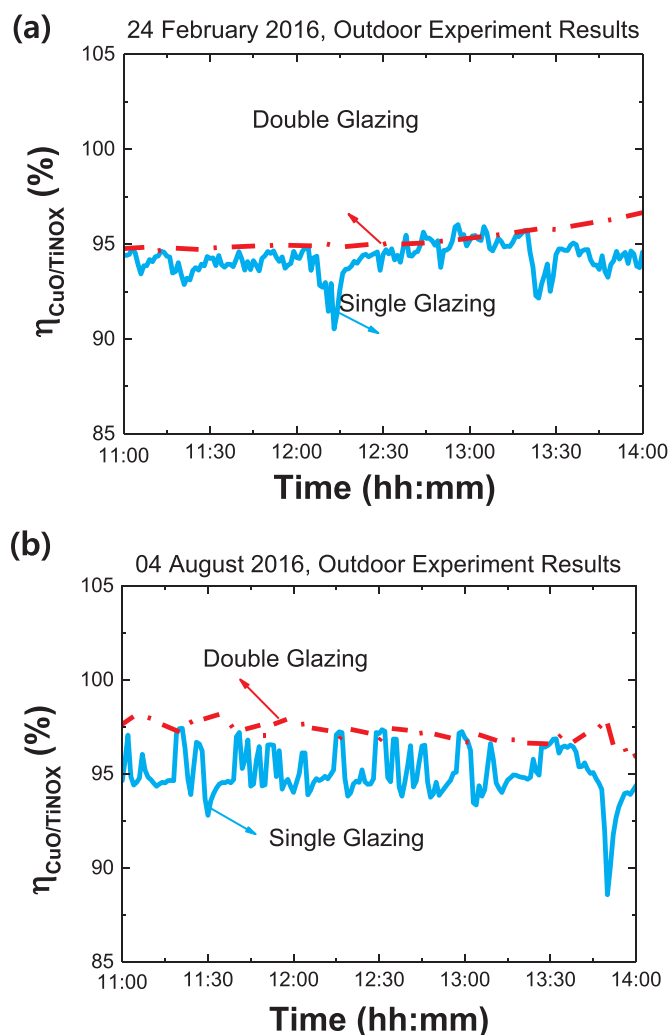 (a)
24 February 2016, Outdoor Experiment Results
105
100
95
90
85
ηCuO/TiNOX (%)
Double Glazing
Single Glazing
11:00 11:30 12:00 12:30 13:00 13:30 14:00
Time (hh:mm)
(b)
04 August 2016, Outdoor Experiment Results
105
100
95
90
85
ηCuO/TiNOX (%)
Double Glazing
Single Glazing
11:00 11:30 12:00 12:30 13:00 13:30 14:00
Time (hh:mm)